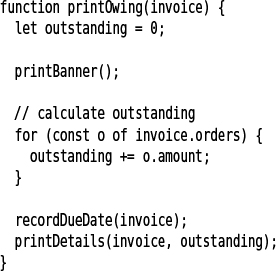 function printOwing(invoice) {
  let outstanding = 0;

  printBanner();

  // calculate outstanding
  for (const o of invoice.orders) {
    outstanding += o.amount;
  }

  recordDueDate(invoice);
  printDetails(invoice, outstanding);
}